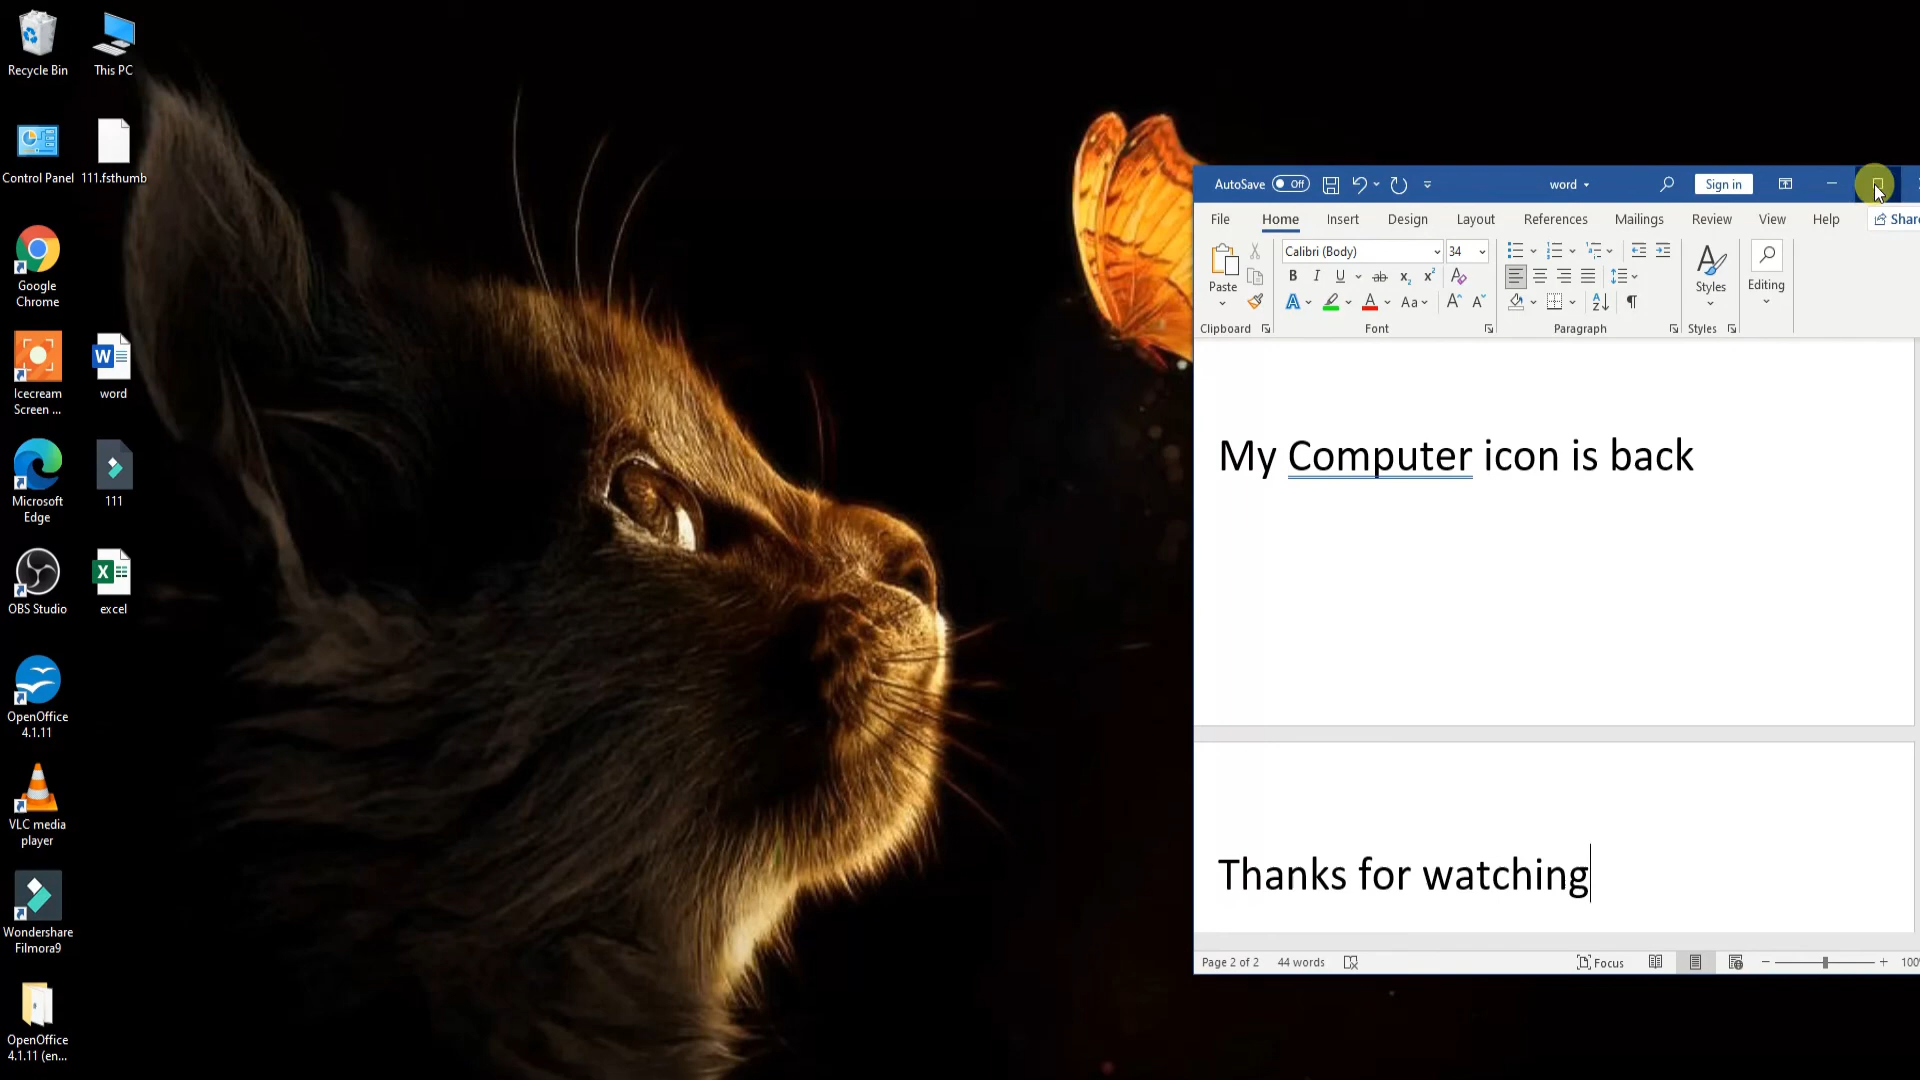 Recycle Bin
This PC
Control Panel
111.fsthumb
Google
Chrome
Icecream
Screen ...
word
Microsoft
Edge
111
OBS Studio
excel
OpenOffice
4.1.11
VLC media
player
Wondershare
Filmora9
OpenOffice
4.1.11 (en...
AutoSave Off word Sign in
File Home Insert Design Layout References Mailings Review View Help Share
Paste Calibri (Body) 34 Styles Editing
Clipboard Font Paragraph Styles
My Computer icon is back
Thanks for watching
Page 2 of 2 44 words Focus 100